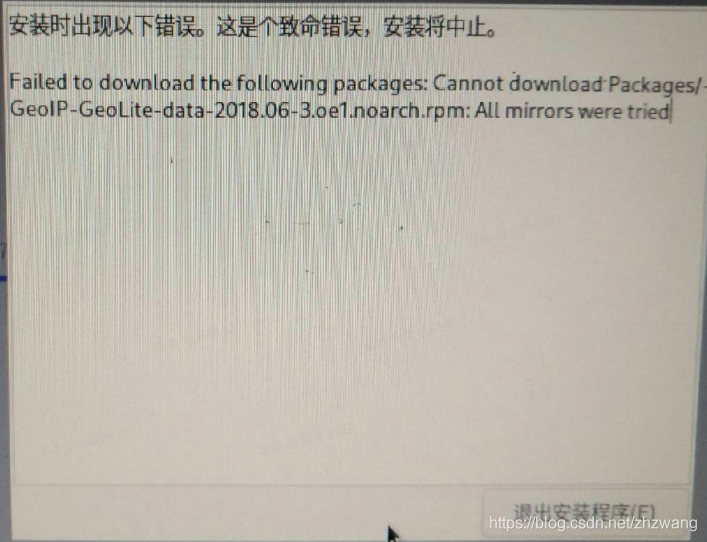 安装时出现以下错误。这是个致命错误，安装将中止。
Failed to download the following packages: Cannot download Packages/-
GeoIP-GeoLite-data-2018.06-3.oe1.noarch.rpm: All mirrors were tried
退出安装程序(E)
https://blog.csdn.net/zhzwang